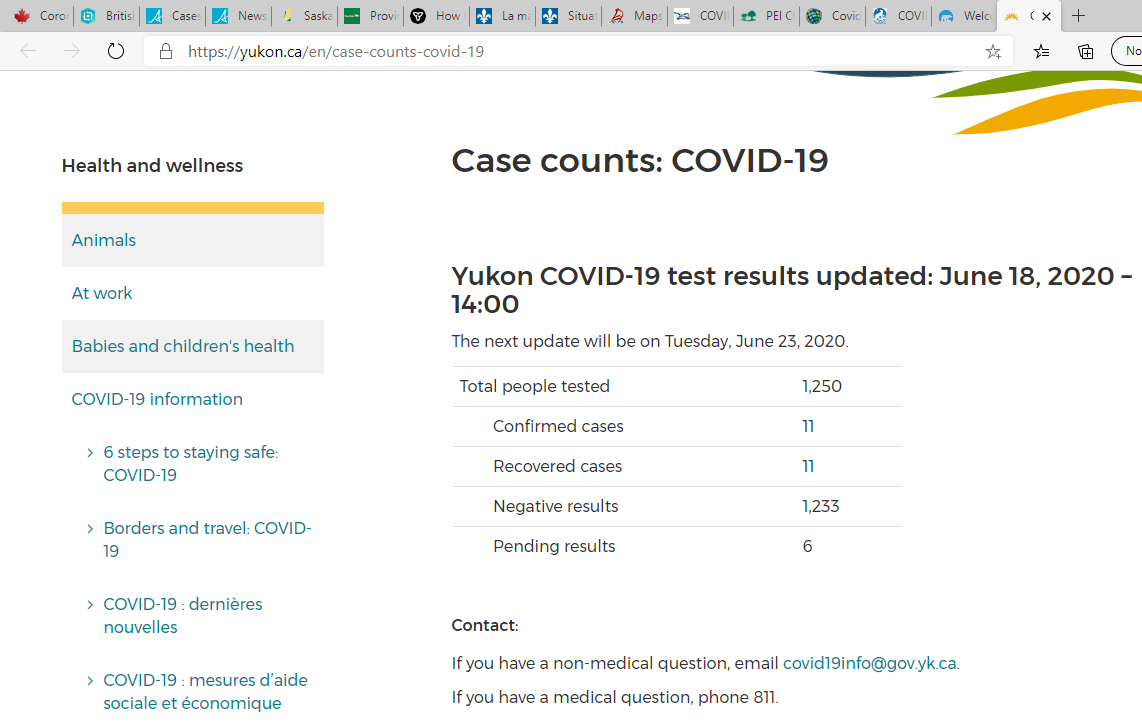 Coror
Britisl
Cases
News
Saska
Provi
How
La ma
Situat
Maps
COVI
PEI C
Covid
COVI
Welco
https://yukon.ca/en/case-counts-covid-19
No
Health and wellness
Animals
At work
Babies and children's health
COVID-19 information
6 steps to staying safe:
COVID-19
Borders and travel: COVID-
19
COVID-19 : dernières
nouvelles
COVID-19 : mesures d’aide
sociale et économique
Case counts: COVID-19
Yukon COVID-19 test results updated: June 18, 2020 –
14:00
The next update will be on Tuesday, June 23, 2020.
Total people tested 1,250
Confirmed cases 11
Recovered cases 11
Negative results 1,233
Pending results 6
Contact:
If you have a non-medical question, email covid19info@gov.yk.ca.
If you have a medical question, phone 811.